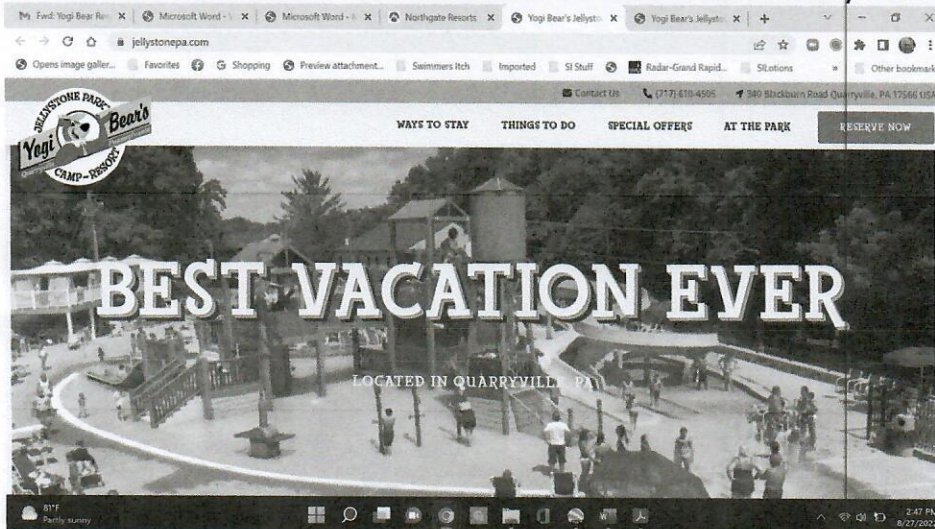 Fwd: Yogi Bear Re
Microsoft Word -
Microsoft Word -
Northgate Resorts
Yogi Bear's Jellysto
Yogi Bear's Jellyste
jellystonepa.com
Opens image galler...
Favorites
G Shopping
Preview attachment...
Swimmers Itch
Imported
SI Stuff
Radar-Grand Rapid...
SILotions
»
Other bookmark
Contact Us
(717) 610-4505
340 Blackburn Road Quarryville, PA 17566 USA
JELLYSTONE PARK
Yogi Bear's
CAMP-RESORT
WAYS TO STAY
THINGS TO DO
SPECIAL OFFERS
AT THE PARK
RESERVE NOW
BEST VACATION EVER
LOCATED IN QUARRYVILLE, PA
81°F
Partly sunny
2:47 PM
8/27/202